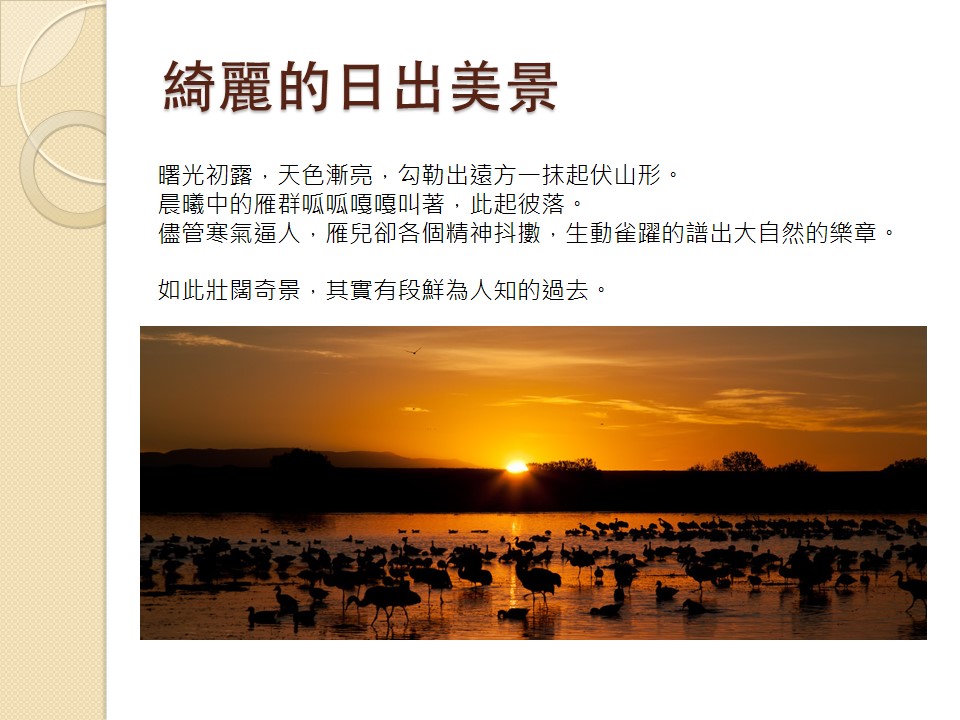 綺麗的日出美景
曙光初露，天色漸亮，勾勒出遠方一抹起伏山形。
晨曦中的雁群呱呱嘎嘎叫著，此起彼落。
儘管寒氣逼人，雁兒卻各個精神抖擻，生動雀躍的譜出大自然的樂章。
如此壯闊奇景，其實有段鮮為人知的過去。